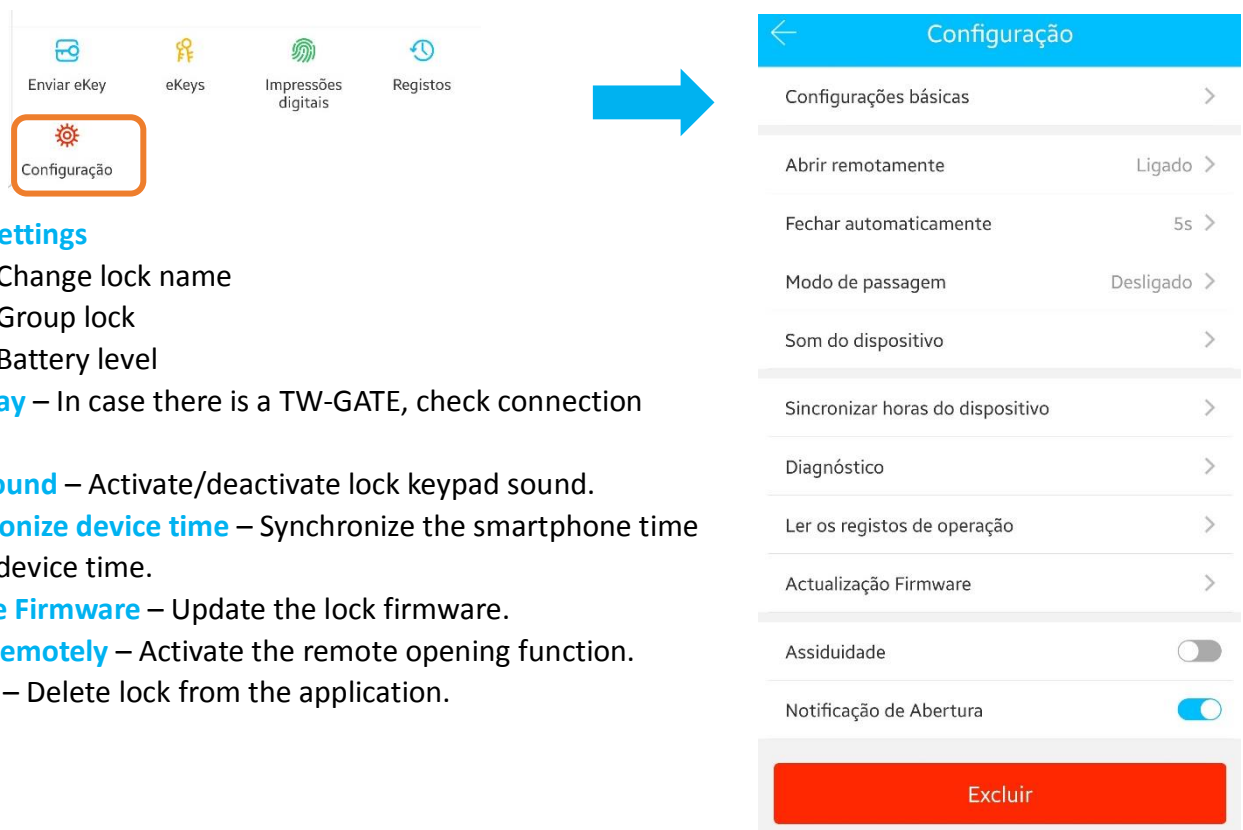 Enviar eKey
eKeys
Impressões
digitais
Registos
Configuração
ettings
Change lock name
Group lock
Battery level
ay – In case there is a TW-GATE, check connection
ound – Activate/deactivate lock keypad sound.
onize device time – Synchronize the smartphone time
device time.
e Firmware – Update the lock firmware.
emotely – Activate the remote opening function.
– Delete lock from the application.
Configuração
Configurações básicas
Abrir remotamente Ligado
Fechar automaticamente 5s
Modo de passagem Desligado
Som do dispositivo
Sincronizar horas do dispositivo
Diagnóstico
Ler os registos de operação
Actualização Firmware
Assiduidade
Notificação de Abertura
Excluir